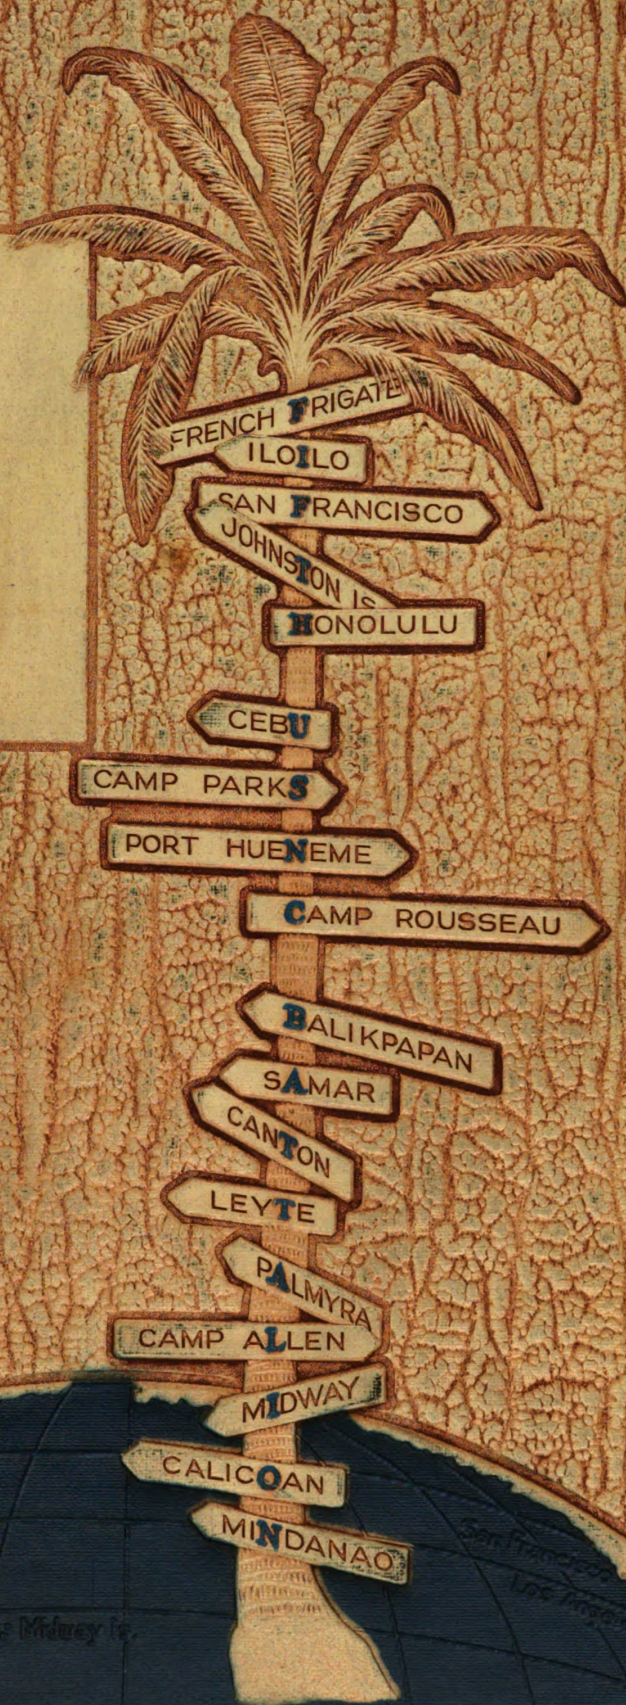 FRENCH FRIGATE
ILOILO
SAN FRANCISCO
JOHNSTON IS
HONOLULU
CEBU
CAMP PARKS
PORT HUENEME
CAMP ROUSSEAU
BALIKPAPAN
SAMAR
CANTON
LEYTE
PALMYRA
CAMP ALLEN
MIDWAY
CALICOAN
MINDANAO
San Francisco
Los
Midway Is.